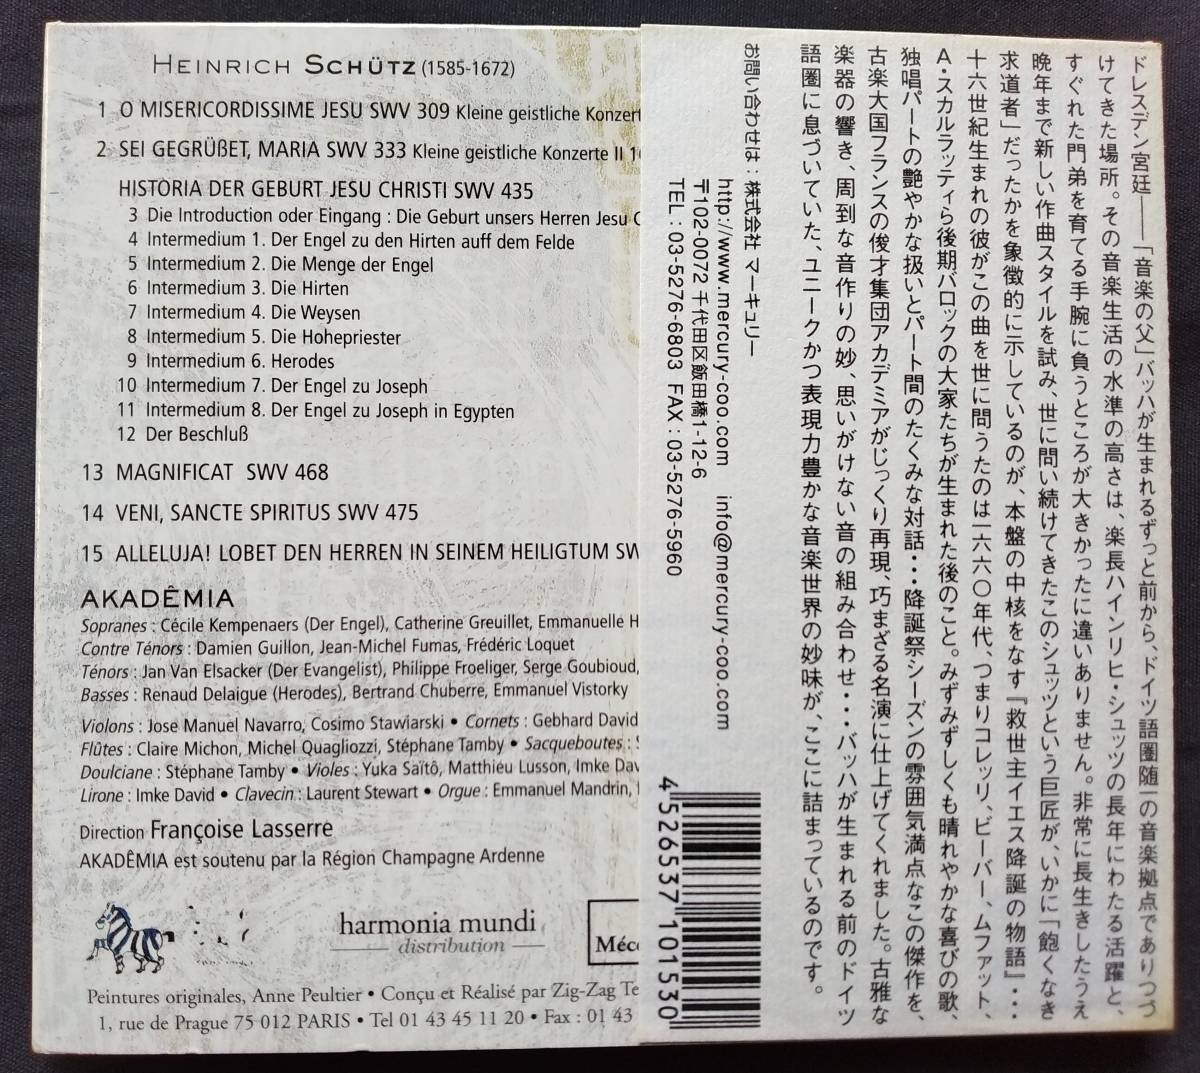 HEINRICH SCHÜTZ (1585-1672)
1 O MISERICORDISSIME JESU SWV 309 Kleine geistliche Konzert
2 SEI GEGRÜßET, MARIA SWV 333 Kleine geistliche Konzerte II
HISTORIA DER GEBURT JESU CHRISTI SWV 435
3 Die Introduction oder Eingang : Die Geburt unsers Herren Jesu
4 Intermedium 1. Der Engel zu den Hirten auff dem Felde
5 Intermedium 2. Die Menge der Engel
6 Intermedium 3. Die Hirten
7 Intermedium 4. Die Weysen
8 Intermedium 5. Die Hohepriester
9 Intermedium 6. Herodes
10 Intermedium 7. Der Engel zu Joseph
11 Intermedium 8. Der Engel zu Joseph in Egypten
12 Der Beschluß
13 MAGNIFICAT SWV 468
14 VENI, SANCTE SPIRITUS SWV 475
15 ALLELUJA! LOBET DEN HERREN IN SEINEM HEILIGTUM SW
AKADÊMIA
Sopranes : Cécile Kempenaers (Der Engel), Catherine Greuillet, Emmanuelle H
Contre Ténors : Damien Guillon, Jean-Michel Fumas, Frédéric Loquet
Ténors : Jan Van Elsacker (Der Evangelist), Philippe Froeliger, Serge Goubioud,
Basses : Renaud Delaigue (Herodes), Bertrand Chuberre, Emmanuel Vistorky
Violons : Jose Manuel Navarro, Cosimo Stawiarski • Cornets : Gebhard David
Flûtes : Claire Michon, Michel Quagliozzi, Stéphane Tamby • Sacqueboutes :
Doulciane : Stéphane Tamby • Violes : Yuka Saïtô, Matthieu Lusson, Imke Dav
Lirone : Imke David • Clavecin : Laurent Stewart • Orgue : Emmanuel Mandrin,
Direction Françoise Lasserre
AKADÊMIA est soutenu par la Région Champagne Ardenne
harmonia mundi
distribution
Méc
Peintures originales, Anne Peultier • Conçu et Réalisé par Zig-Zag Te
1, rue de Prague 75 012 PARIS • Tel 01 43 45 11 20 • Fax : 01 43
ドレスデン宮廷――「音楽の父」バッハが生まれるずっと前から、ドイツ語圏随一の音楽拠点でありつづ
けてきた場所。その音楽生活の水準の高さは、楽長ハインリヒ・シュッツの長年にわたる活躍と、
すぐれた門弟を育てる手腕に負うところが大きかったに違いありません。非常に長生きしたうえ
晩年まで新しい作曲スタイルを試み、世に問い続けてきたこのシュッツという巨匠が、いかに「飽くなき
求道者」だったかを象徴的に示しているのが、本盤の中核をなす『救世主イエス降誕の物語』・・・
十六世紀生まれの彼がこの曲を世に問うたのは一六六〇年代、つまりコレッリ、ビーバー、ムファット、
A・スカルラッティら後期バロックの大家たちが生まれた後のこと。みずみずしくも晴れやかな喜びの歌、
独唱パートの艶やかな扱いとパート間のたくみな対話・・・降誕祭シーズンの雰囲気満点なこの傑作を、
古楽大国フランスの俊才集団アカデミアがじっくり再現、巧まざる名演に仕上げてくれました。古雅な
楽器の響き、周到な音作りの妙、思いがけない音の組み合わせ・・・バッハが生まれる前のドイツ
語圏に息づいていた、ユニークかつ表現力豊かな音楽世界の妙味が、ここに詰まっているのです。
お問い合わせは：株式会社 マーキュリー
http://www.mercury-coo.com info@mercury-coo.com
〒102-0072 千代田区飯田橋1-12-6
TEL：03-5276-6803 FAX：03-5276-5960
4 526537 101530